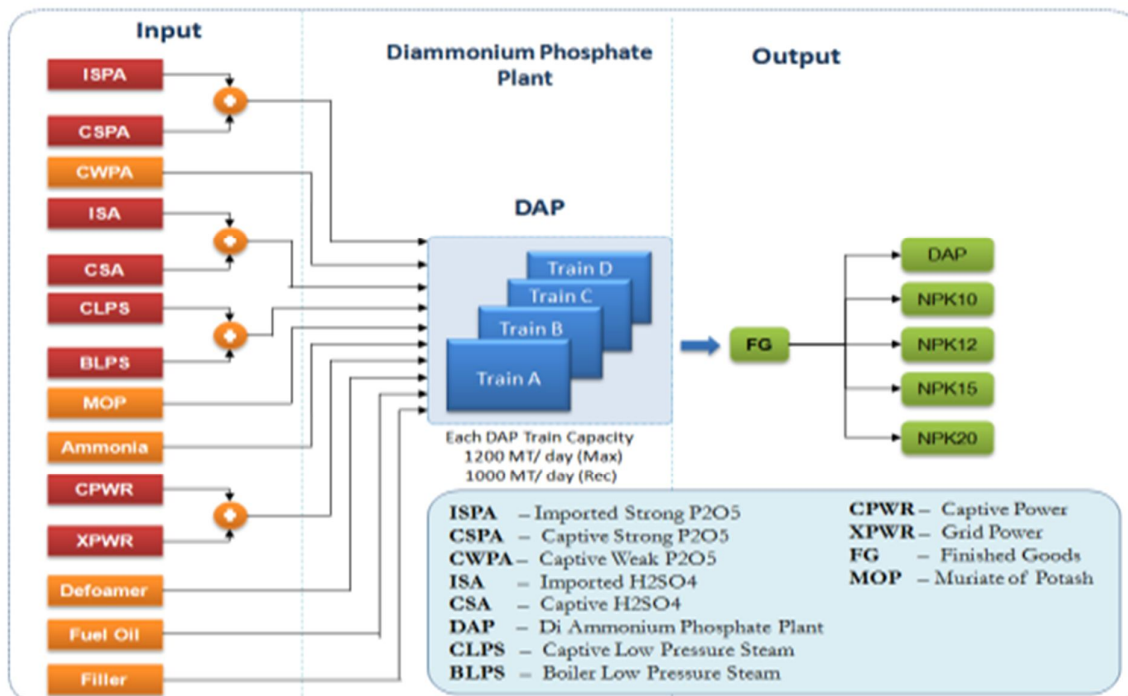 Input
Diammonium Phosphate
Plant
Output
ISPA
CSPA
CWPA
ISA
CSA
CLPS
BLPS
MOP
Ammonia
CPWR
XPWR
Defoamer
Fuel Oil
Filler
DAP
Train D
Train C
Train B
Train A
Each DAP Train Capacity
1200 MT/ day (Max)
1000 MT/ day (Rec)
FG
DAP
NPK10
NPK12
NPK15
NPK20
ISPA – Imported Strong P2O5
CSPA – Captive Strong P2O5
CWPA – Captive Weak P2O5
ISA – Imported H2SO4
CSA – Captive H2SO4
DAP – Di Ammonium Phosphate Plant
CLPS – Captive Low Pressure Steam
BLPS – Boiler Low Pressure Steam
CPWR – Captive Power
XPWR – Grid Power
FG – Finished Goods
MOP – Muriate of Potash